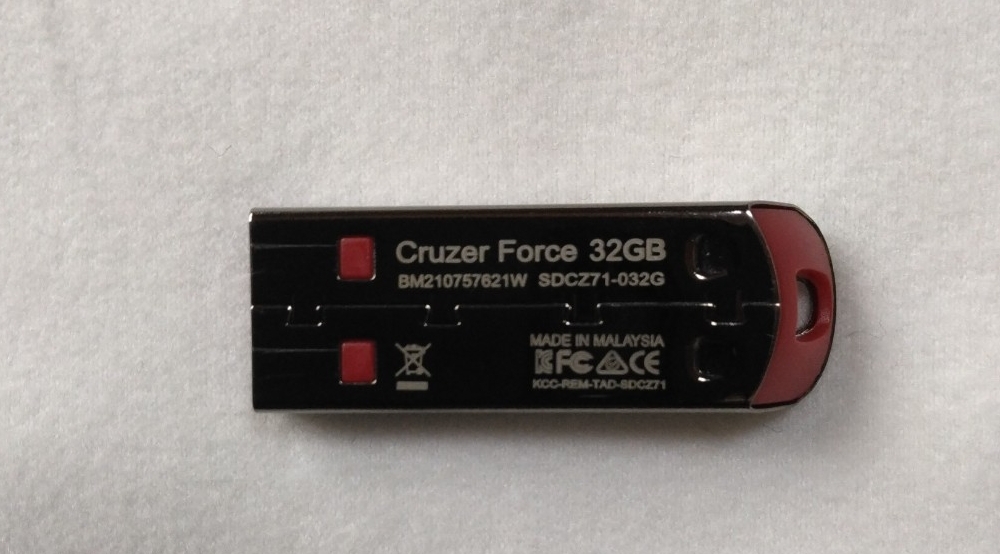 Cruzer Force 32GB
BM210757621W SDCZ71-032G
MADE IN MALAYSIA
FC CE
KCC-REM-TAD-SDCZ71